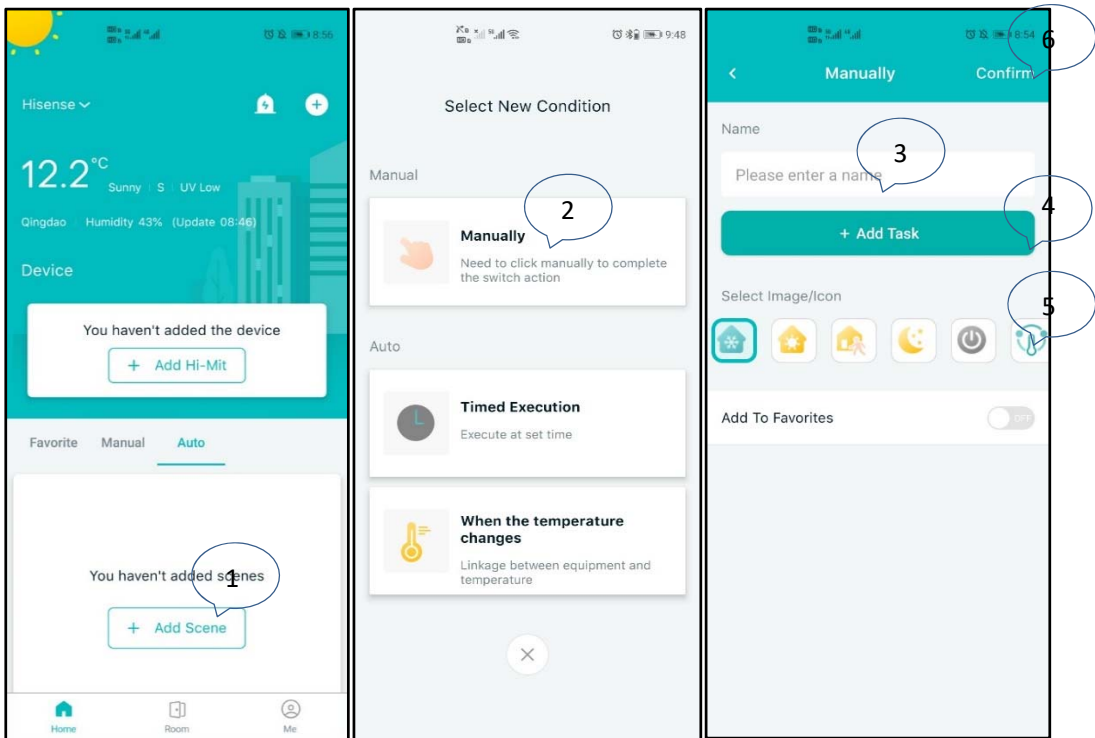 8:56
Hisense
12.2°C
Sunny S UV Low
Qingdao Humidity 43% (Update 08:46)
Device
You haven't added the device
+ Add Hi-Mit
Favorite Manual Auto
You haven't added scenes
1
+ Add Scene
Home Room Me
9:48
Select New Condition
Manual
2
Manually
Need to click manually to complete
the switch action
Auto
Timed Execution
Execute at set time
When the temperature
changes
Linkage between equipment and
temperature
8:54
6
Manually Confirm
Name
3
Please enter a name
4
+ Add Task
Select Image/Icon
5
Add To Favorites OFF